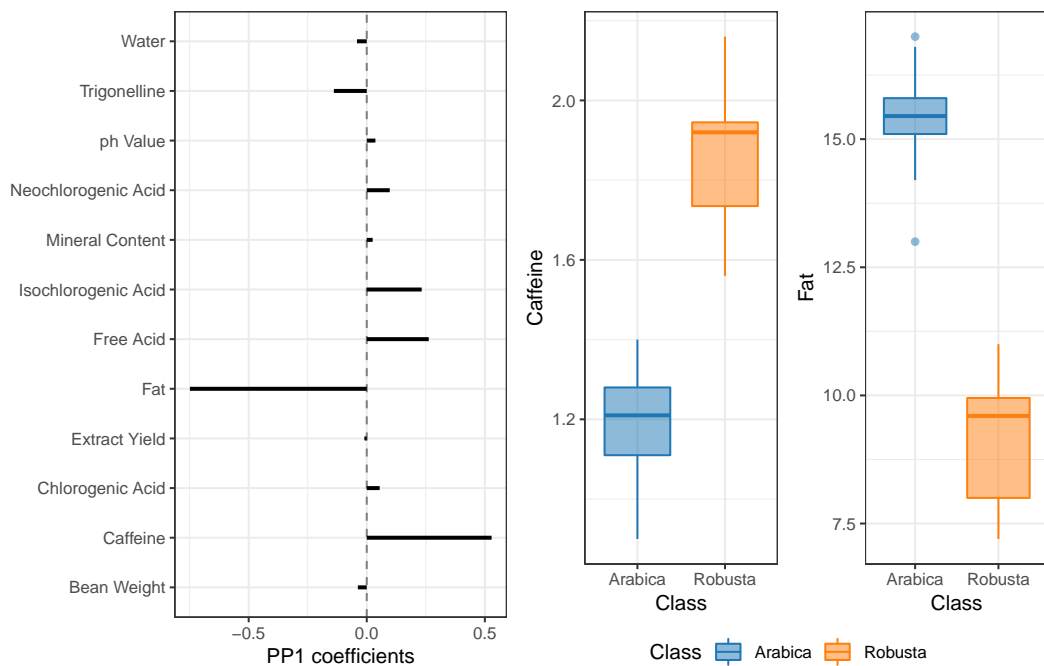 Water
Trigonelline
ph Value
Neochlorogenic Acid
Mineral Content
Isochlorogenic Acid
Free Acid
Fat
Extract Yield
Chlorogenic Acid
Caffeine
Bean Weight
−0.5 0.0 0.5
PP1 coefficients
Caffeine
2.0
1.6
1.2
Arabica Robusta
Class
Fat
15.0
12.5
10.0
7.5
Arabica Robusta
Class
Class Arabica Robusta